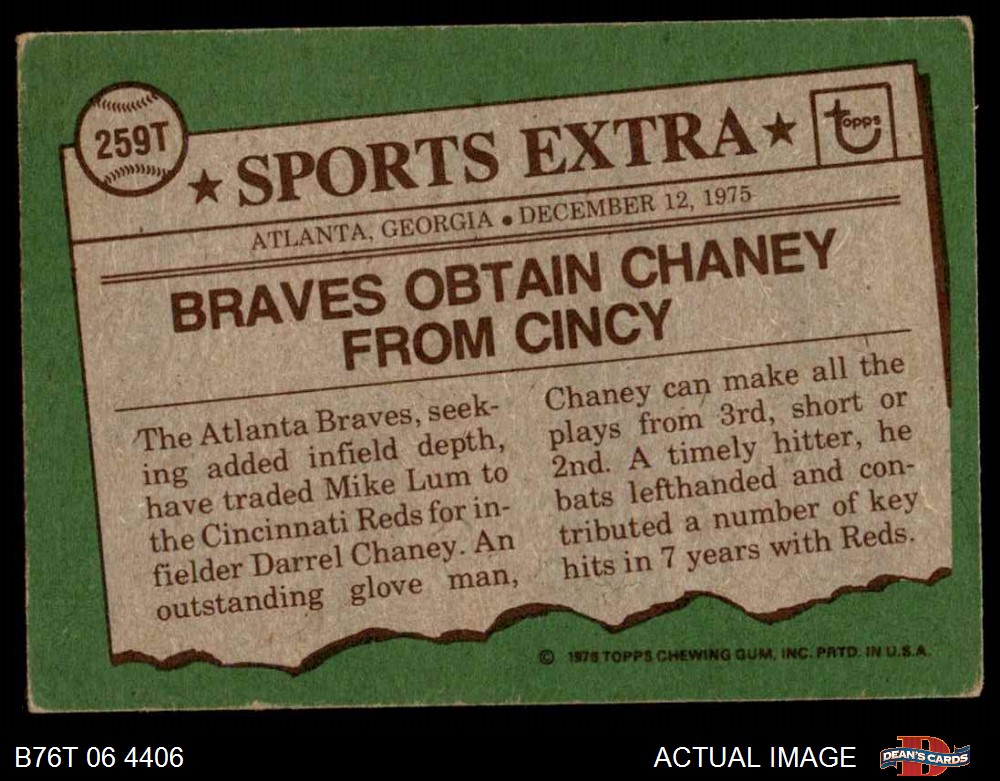 259T
★ SPORTS EXTRA ★
topps
ATLANTA, GEORGIA • DECEMBER 12, 1975
BRAVES OBTAIN CHANEY
FROM CINCY
The Atlanta Braves, seek-
ing added infield depth,
have traded Mike Lum to
the Cincinnati Reds for in-
fielder Darrel Chaney. An
outstanding glove man,
Chaney can make all the
plays from 3rd, short or
2nd. A timely hitter, he
bats lefthanded and con-
tributed a number of key
hits in 7 years with Reds.
© 1976 TOPPS CHEWING GUM, INC. PRTD. IN U.S.A.
B76T 06 4406
ACTUAL IMAGE
DEAN'S CARDS